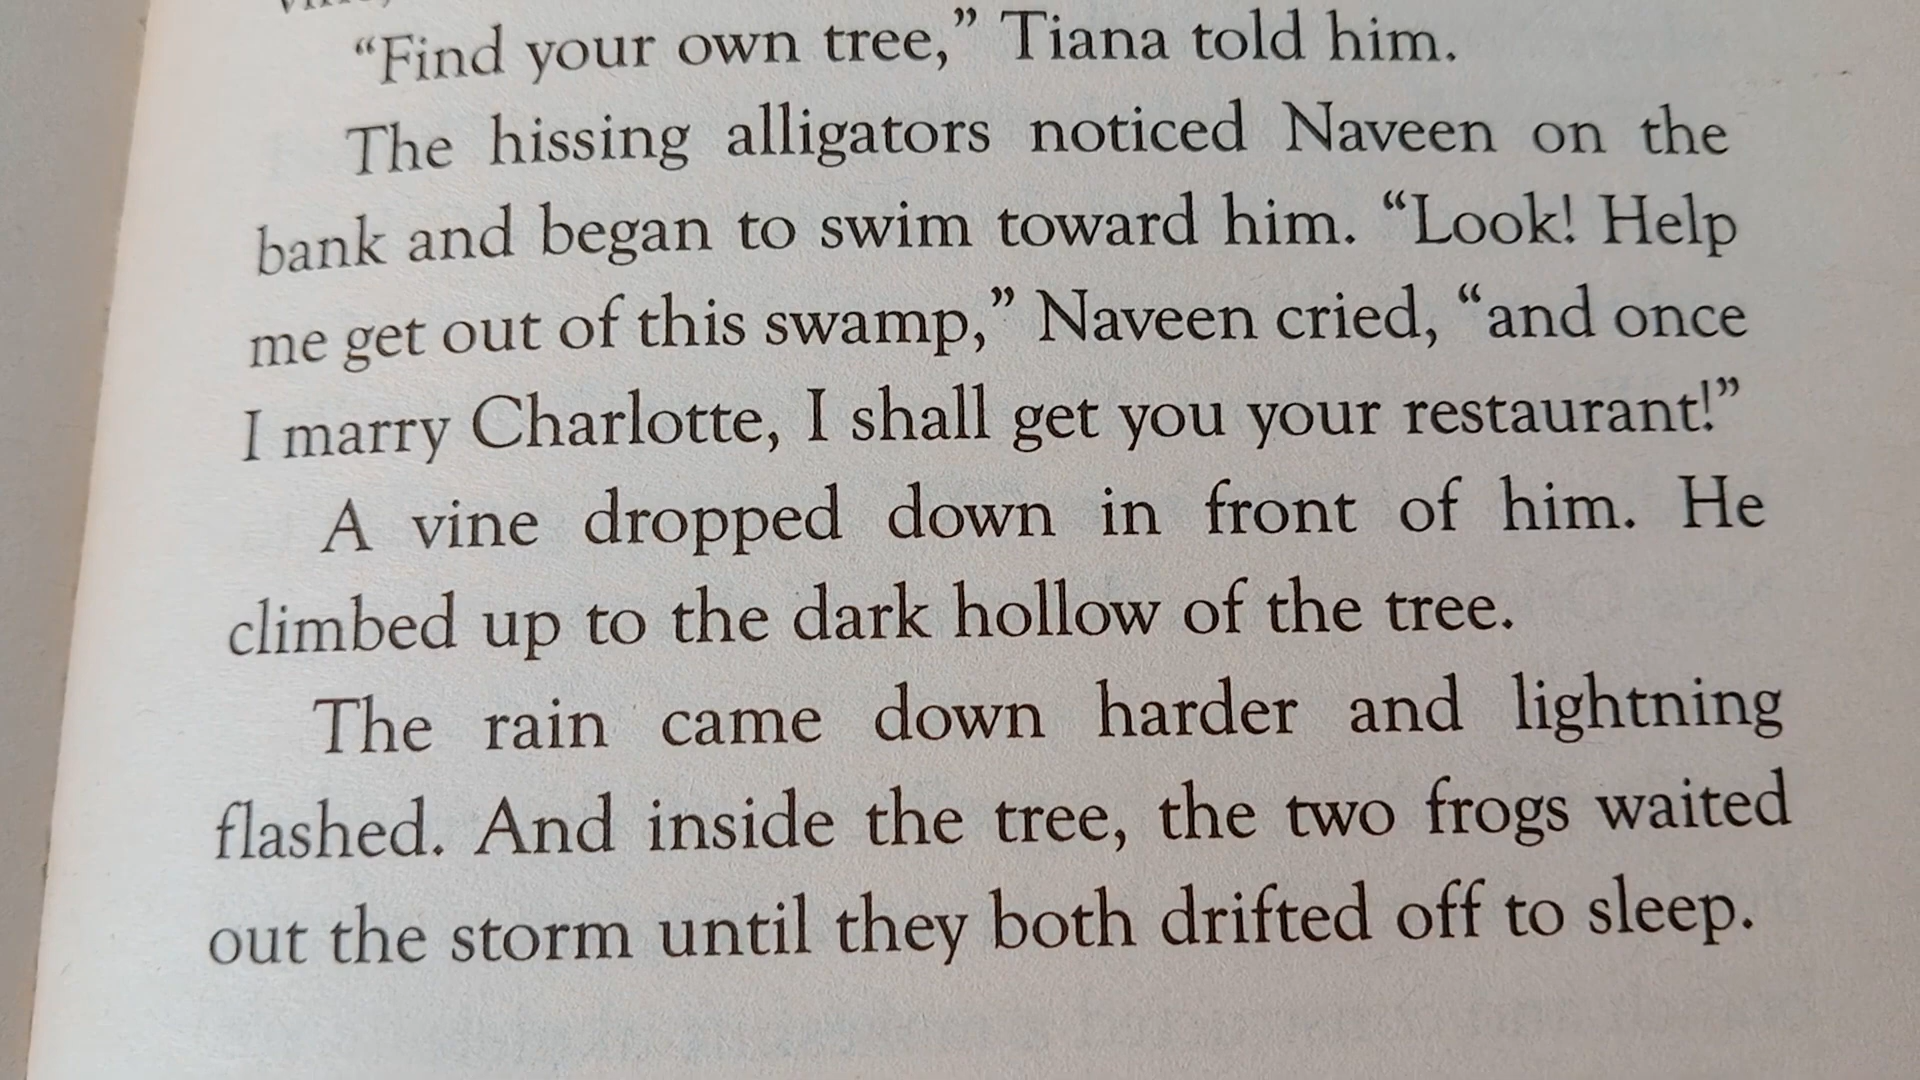 “Find your own tree,” Tiana told him.
The hissing alligators noticed Naveen on the
bank and began to swim toward him. “Look! Help
me get out of this swamp,” Naveen cried, “and once
I marry Charlotte, I shall get you your restaurant!”
A vine dropped down in front of him. He
climbed up to the dark hollow of the tree.
The rain came down harder and lightning
flashed. And inside the tree, the two frogs waited
out the storm until they both drifted off to sleep.